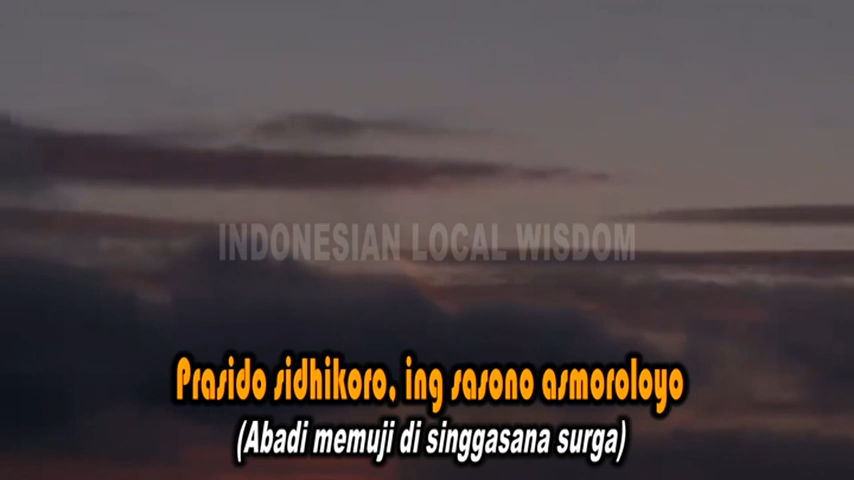 INDONESIAN LOCAL WISDOM
Prasido sidhikoro, ing sasono asmoroloyo
(Abadi memuji di singgasana surga)